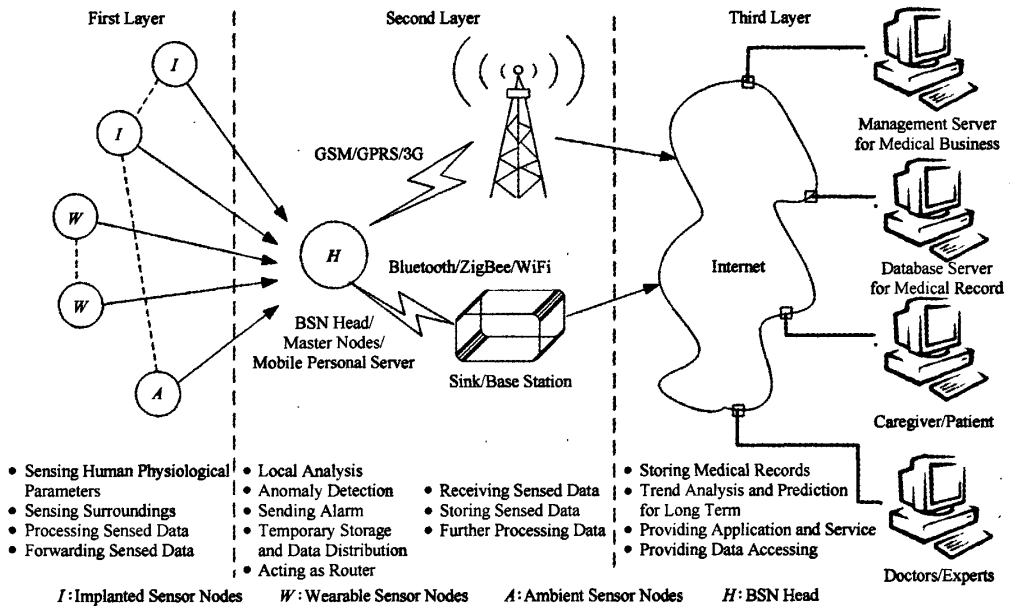 First Layer
Second Layer
Third Layer
I
I
W
W
A
GSM/GPRS/3G
H
Bluetooth/ZigBee/WiFi
BSN Head/
Master Nodes/
Mobile Personal Server
Sink/Base Station
Internet
Management Server
for Medical Business
Database Server
for Medical Record
Caregiver/Patient
Doctors/Experts
• Sensing Human Physiological
Parameters
• Sensing Surroundings
• Processing Sensed Data
• Forwarding Sensed Data
• Local Analysis
• Anomaly Detection
• Sending Alarm
• Temporary Storage
and Data Distribution
• Acting as Router
• Receiving Sensed Data
• Storing Sensed Data
• Further Processing Data
• Storing Medical Records
• Trend Analysis and Prediction
for Long Term
• Providing Application and Service
• Providing Data Accessing
I: Implanted Sensor Nodes W: Wearable Sensor Nodes A: Ambient Sensor Nodes H: BSN Head